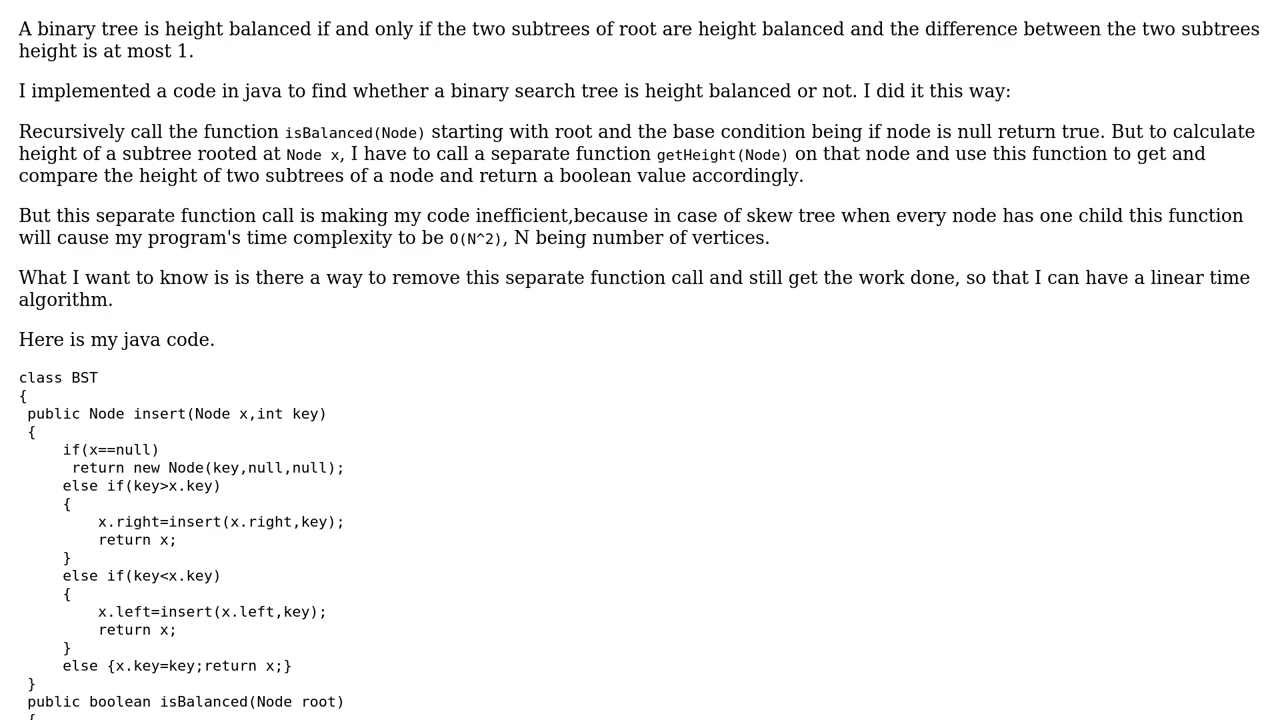 A binary tree is height balanced if and only if the two subtrees of root are height balanced and the difference between the two subtrees
height is at most 1.
I implemented a code in java to find whether a binary search tree is height balanced or not. I did it this way:
Recursively call the function isBalanced(Node) starting with root and the base condition being if node is null return true. But to calculate
height of a subtree rooted at Node x, I have to call a separate function getHeight(Node) on that node and use this function to get and
compare the height of two subtrees of a node and return a boolean value accordingly.
But this separate function call is making my code inefficient,because in case of skew tree when every node has one child this function
will cause my program's time complexity to be O(N^2), N being number of vertices.
What I want to know is is there a way to remove this separate function call and still get the work done, so that I can have a linear time
algorithm.
Here is my java code.
class BST
{
 public Node insert(Node x,int key)
 {
     if(x==null)
      return new Node(key,null,null);
     else if(key>x.key)
     {
         x.right=insert(x.right,key);
         return x;
     }
     else if(key<x.key)
     {
         x.left=insert(x.left,key);
         return x;
     }
     else {x.key=key;return x;}
 }
 public boolean isBalanced(Node root)
 {